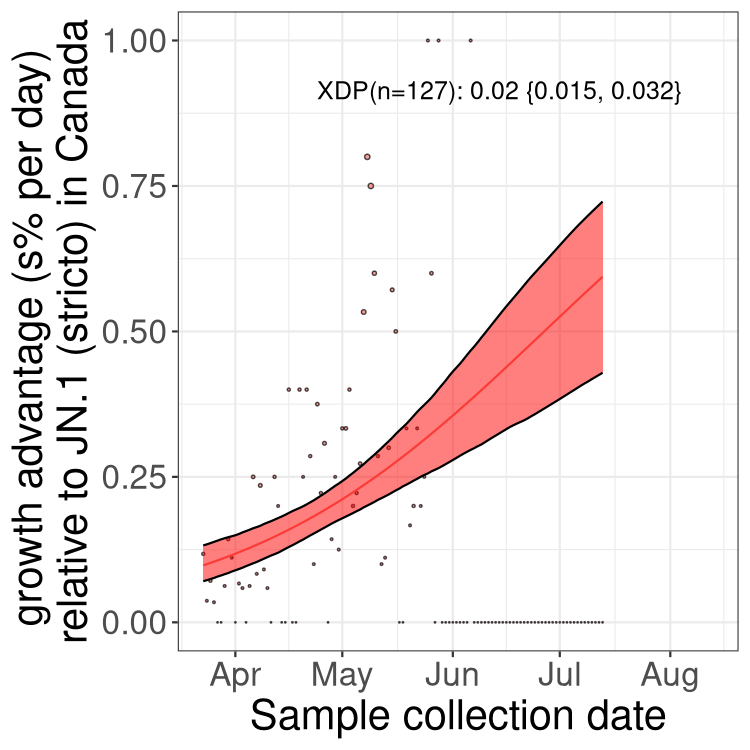 growth advantage (s% per day)
relative to JN.1 (stricto) in Canada
1.00
0.75
0.50
0.25
0.00
XDP(n=127): 0.02 {0.015, 0.032}
Apr May Jun Jul Aug
Sample collection date